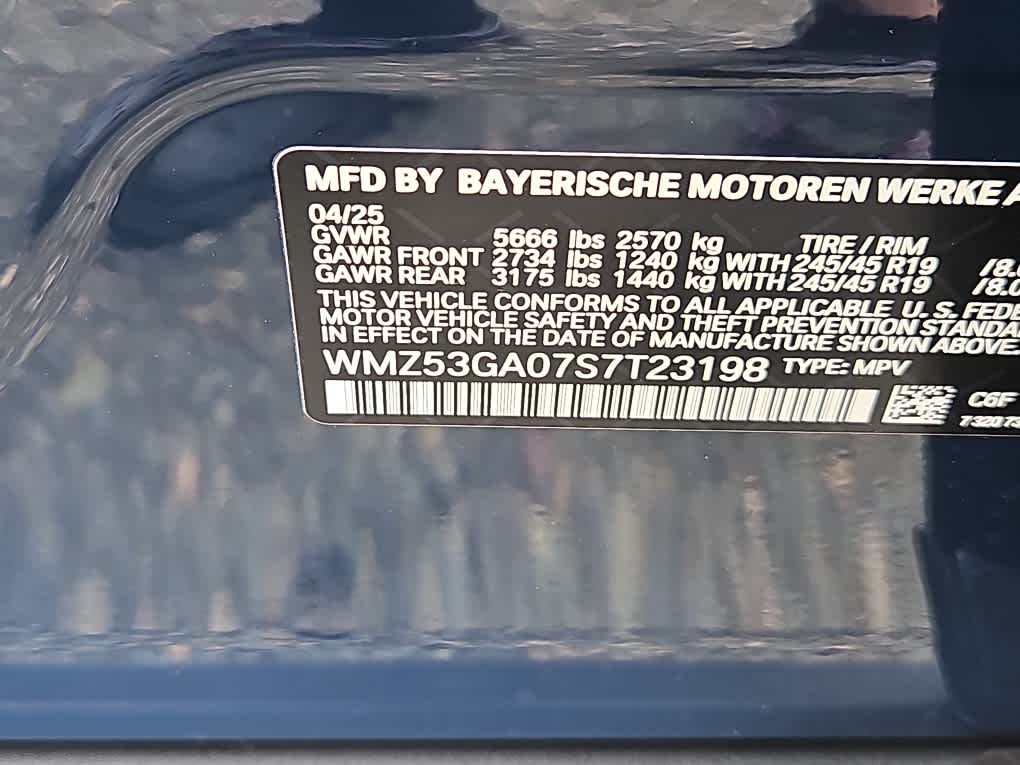 MFD BY BAYERISCHE MOTOREN WERKE A
04/25
GVWR 5666 lbs 2570 kg TIRE / RIM
GAWR FRONT 2734 lbs 1240 kg WITH 245/45 R19 /8.0
GAWR REAR 3175 lbs 1440 kg WITH 245/45 R19 /8.0
THIS VEHICLE CONFORMS TO ALL APPLICABLE U. S. FEDE
MOTOR VEHICLE SAFETY AND THEFT PREVENTION STANDA
IN EFFECT ON THE DATE OF MANUFACTURE SHOWN ABOVE.
WMZ53GA07S7T23198 TYPE: MPV
C6F